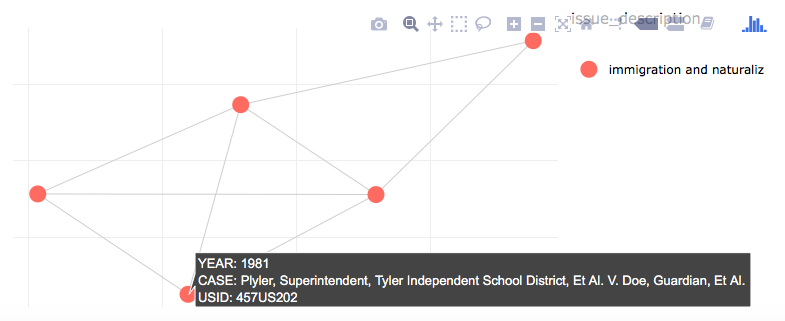 issue_description
immigration and naturaliz
YEAR: 1981
CASE: Plyler, Superintendent, Tyler Independent School District, Et Al. V. Doe, Guardian, Et Al.
USID: 457US202